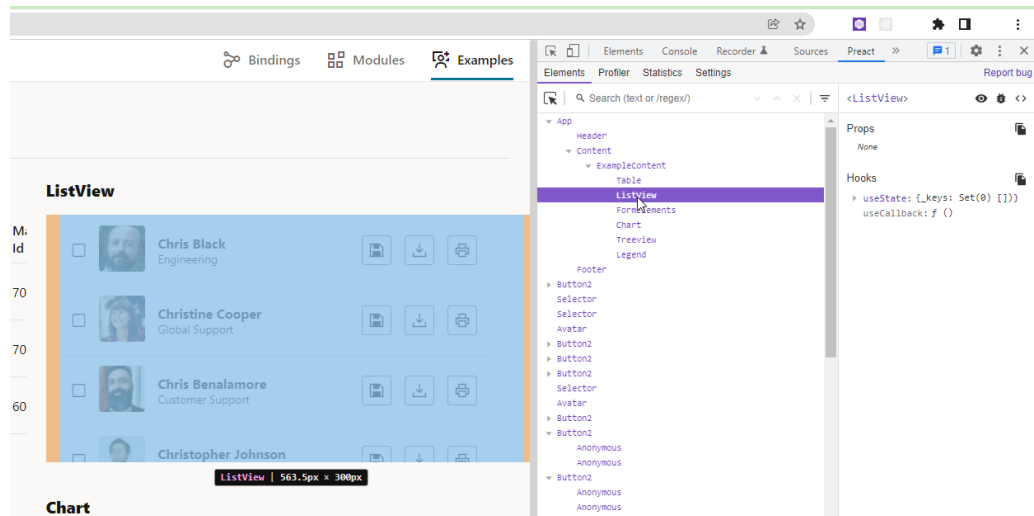 Bindings Modules Examples
ListView
Ma
Id
70
70
60
Chris Black
Engineering
Christine Cooper
Global Support
Chris Benalamore
Customer Support
Christopher Johnson
ListView | 563.5px × 300px
Chart
Elements Console Recorder Sources Preact » 1
Elements Profiler Statistics Settings Report bug
Search (text or /regex/)
App
Header
Content
ExampleContent
Table
ListView
FormElements
Chart
Treeview
Legend
Footer
Button2
Selector
Selector
Avatar
Button2
Button2
Button2
Selector
Avatar
Button2
Button2
Anonymous
Anonymous
Button2
Anonymous
Anonymous
<ListView>
Props
None
Hooks
useState: {_keys: Set(0) [])}
useCallback: ƒ ()